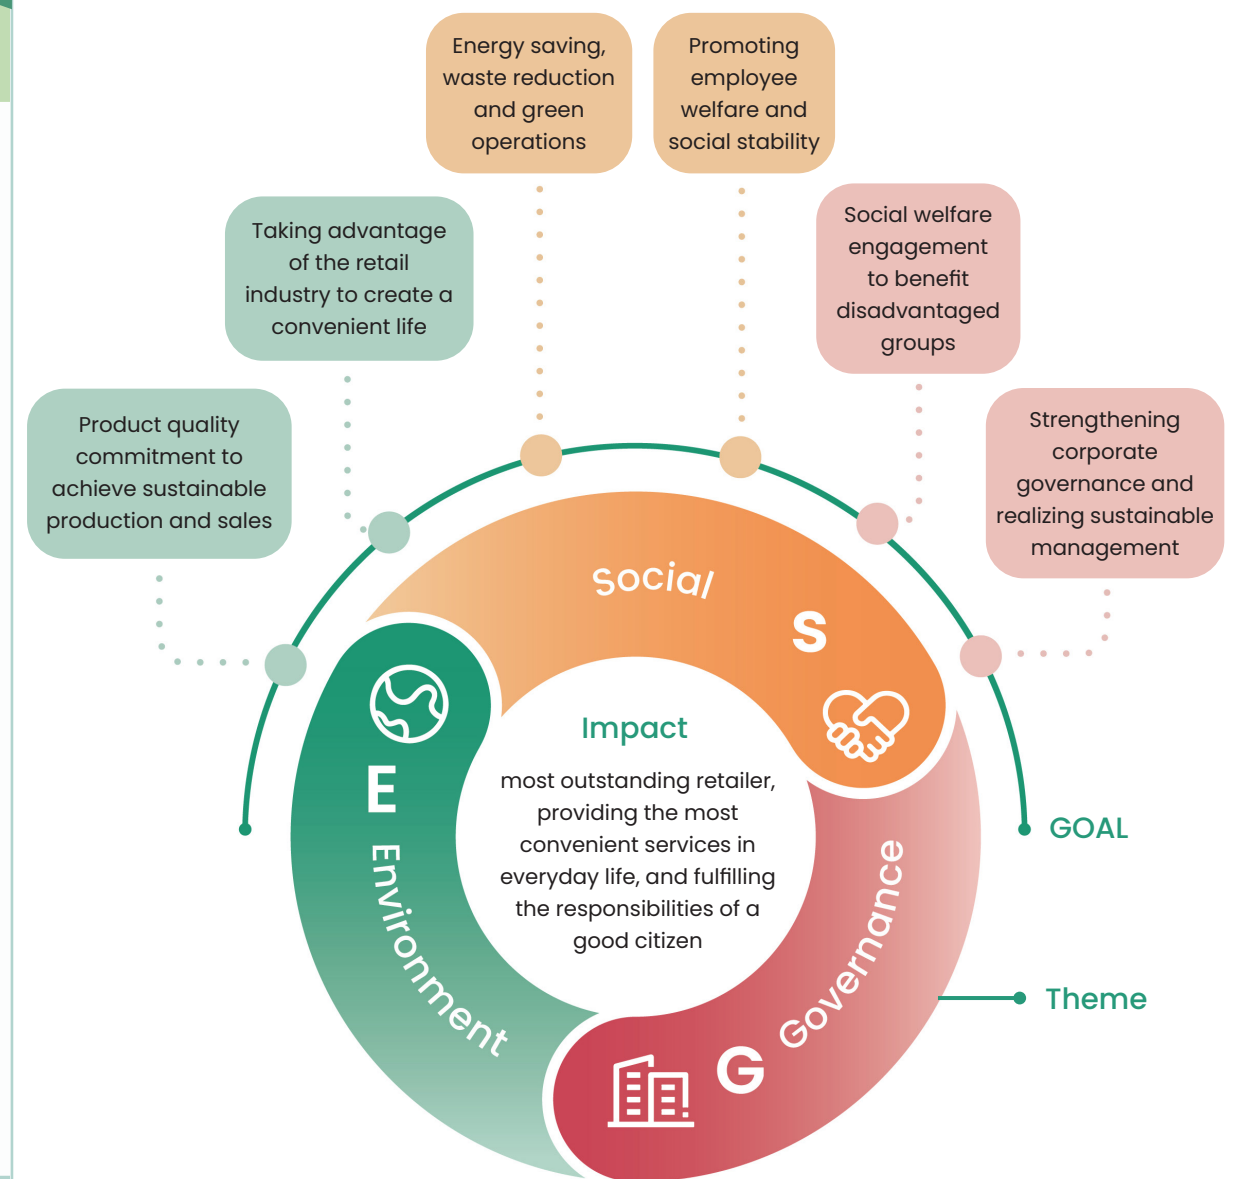 Energy saving,
waste reduction
and green
operations
Promoting
employee
welfare and
social stability
Taking advantage
of the retail
industry to create a
convenient life
Social welfare
engagement
to benefit
disadvantaged
groups
Product quality
commitment to
achieve sustainable
production and sales
Strengthening
corporate
governance and
realizing sustainable
management
Social
S
E
Environment
Impact
most outstanding retailer,
providing the most
convenient services in
everyday life, and fulfilling
the responsibilities of a
good citizen
Governance
G
GOAL
Theme